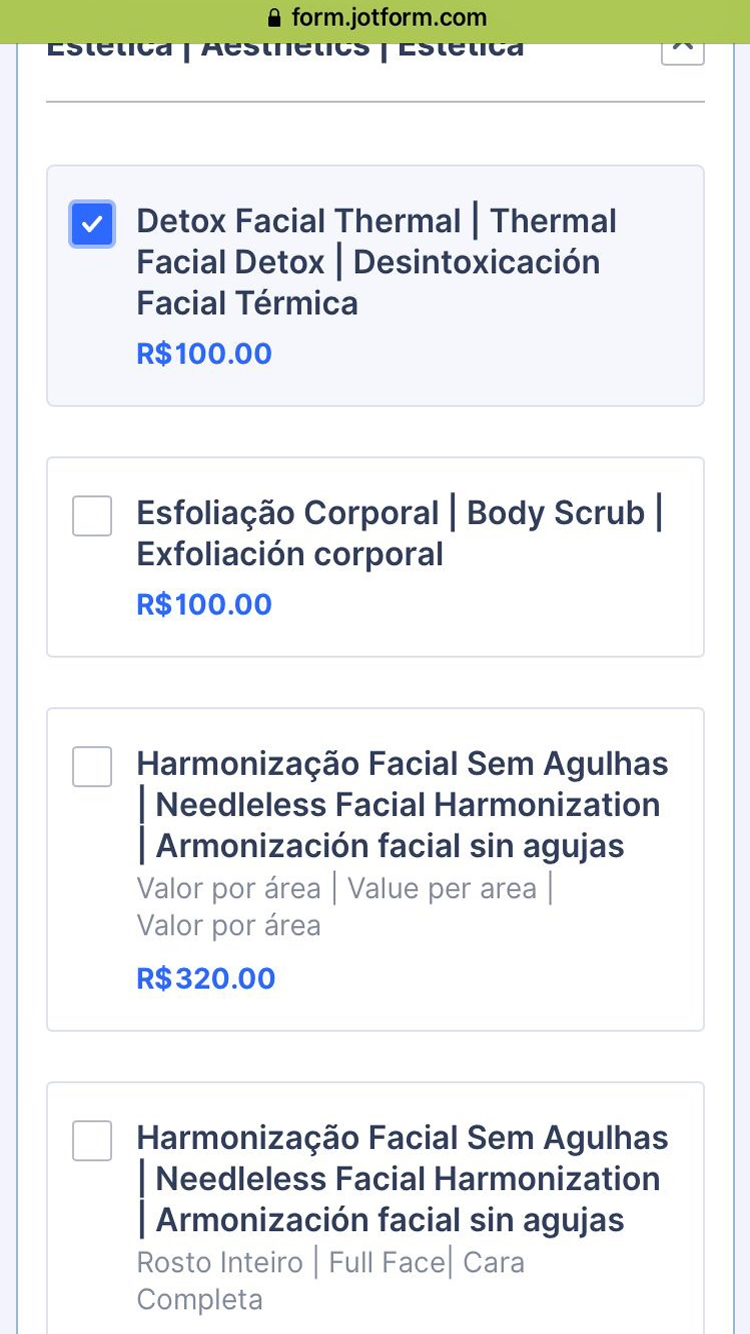 form.jotform.com
Estética | Aesthetics | Estética
Detox Facial Thermal | Thermal
Facial Detox | Desintoxicación
Facial Térmica
R$100.00
Esfoliação Corporal | Body Scrub |
Exfoliación corporal
R$100.00
Harmonização Facial Sem Agulhas
| Needleless Facial Harmonization
| Armonización facial sin agujas
Valor por área | Value per area |
Valor por área
R$320.00
Harmonização Facial Sem Agulhas
| Needleless Facial Harmonization
| Armonización facial sin agujas
Rosto Inteiro | Full Face| Cara
Completa